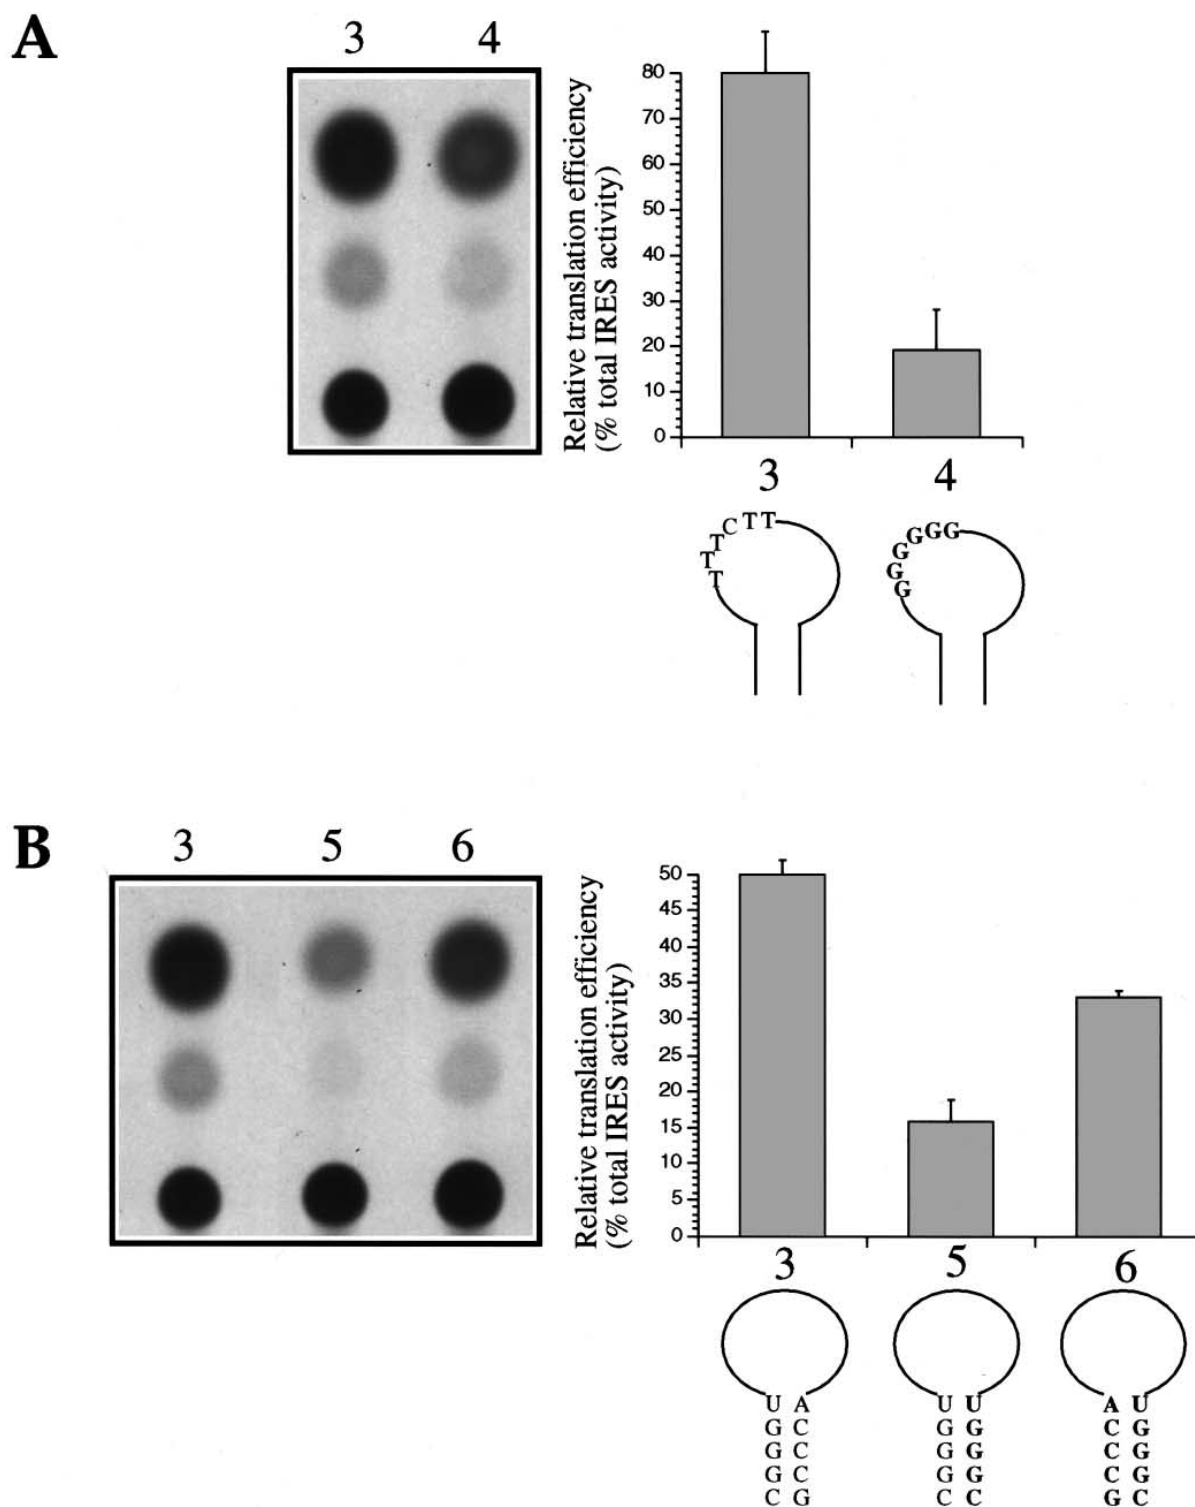 A
3 4
Relative translation efficiency
(% total IRES activity)
80
70
60
50
40
30
20
10
0
3 4
T T T C T T
G G G G G G
B
3 5 6
Relative translation efficiency
(% total IRES activity)
50
45
40
35
30
25
20
15
10
5
0
3 5 6
U A U U A U
G C G G C G
G C G G C G
G C G G C G
C G C C G C